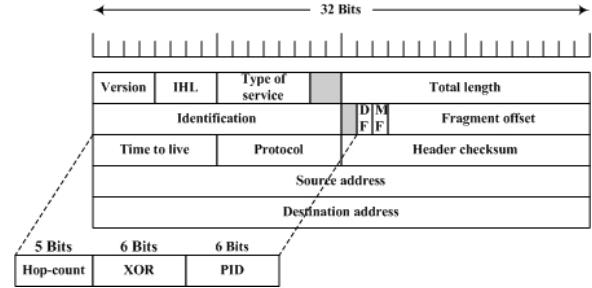 32 Bits
Version IHL Type of service Total length
Identification D F M F Fragment offset
Time to live Protocol Header checksum
Source address
Destination address
5 Bits 6 Bits 6 Bits
Hop-count XOR PID